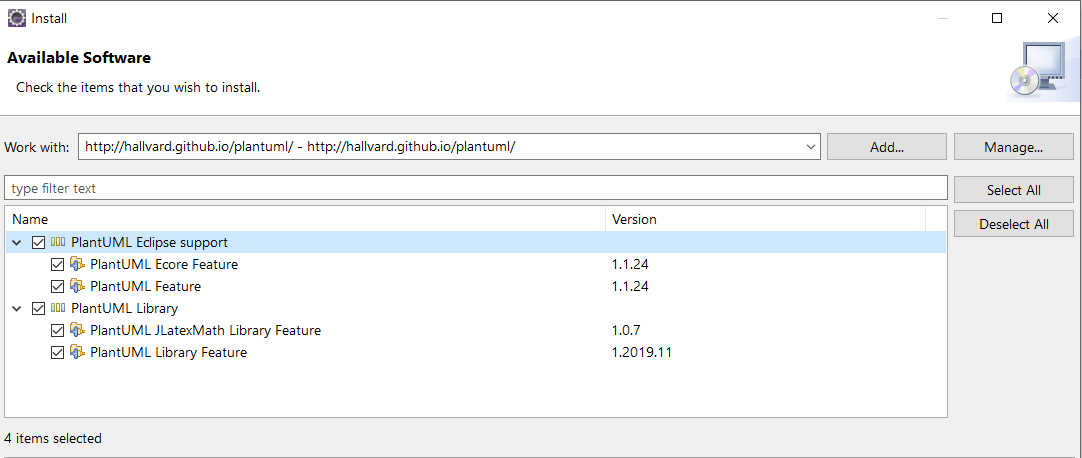 Install
Available Software
Check the items that you wish to install.
Work with: http://hallvard.github.io/plantuml/ - http://hallvard.github.io/plantuml/ Add... Manage...
type filter text Select All
Name Version Deselect All
PlantUML Eclipse support
PlantUML Ecore Feature 1.1.24
PlantUML Feature 1.1.24
PlantUML Library
PlantUML JLatexMath Library Feature 1.0.7
PlantUML Library Feature 1.2019.11
4 items selected